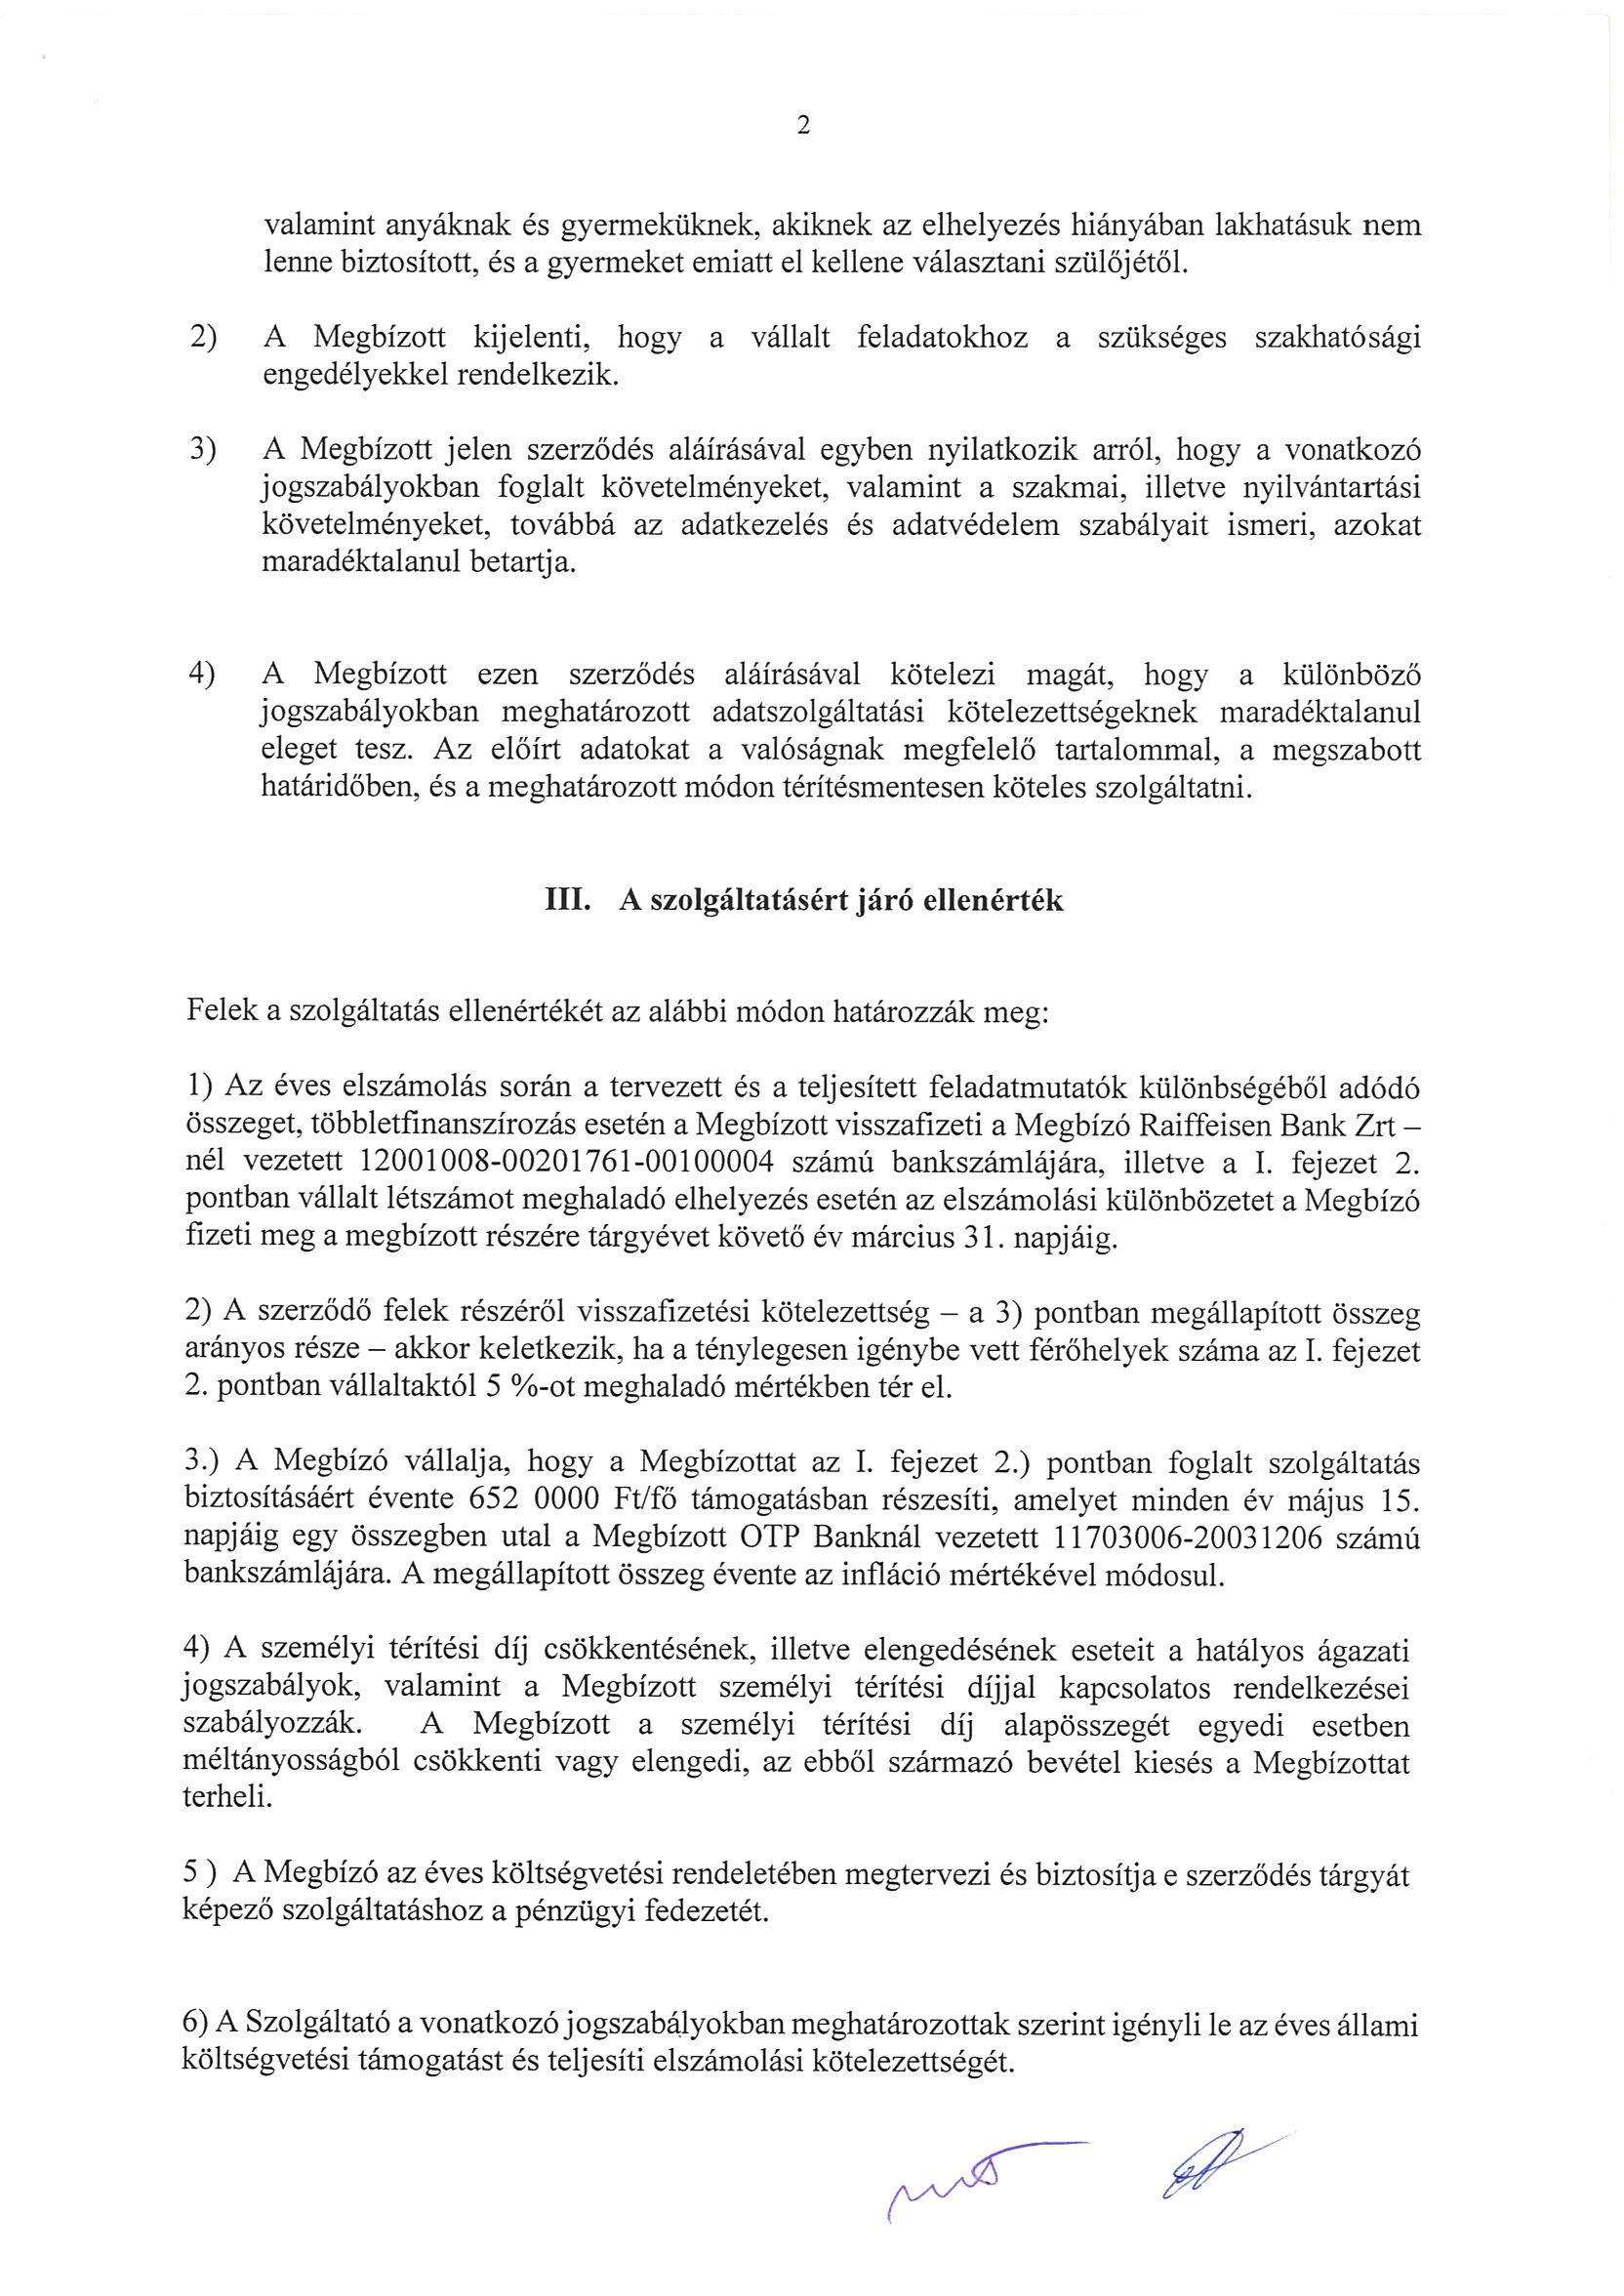 2
valamint anyáknak és gyermeküknek, akiknek az elhelyezés hiányában lakhatásuk nem
lenne biztosított, és a gyermeket emiatt el kellene választani szülőjétől.
2) A Megbízott kijelenti, hogy a vállalt feladatokhoz a szükséges szakhatósági
engedélyekkel rendelkezik.
3) A Megbízott jelen szerződés aláírásával egyben nyilatkozik arról, hogy a vonatkozó
jogszabályokban foglalt követelményeket, valamint a szakmai, illetve nyilvántartási
követelményeket, továbbá az adatkezelés és adatvédelem szabályait ismeri, azokat
maradéktalanul betartja.
4) A Megbízott ezen szerződés aláírásával kötelezi magát, hogy a különböző
jogszabályokban meghatározott adatszolgáltatási kötelezettségeknek maradéktalanul
eleget tesz. Az előírt adatokat a valóságnak megfelelő tartalommal, a megszabott
határidőben, és a meghatározott módon térítésmentesen köteles szolgáltatni.
III. A szolgáltatásért járó ellenérték
Felek a szolgáltatás ellenértékét az alábbi módon határozzák meg:
1) Az éves elszámolás során a tervezett és a teljesített feladatmutatók különbségéből adódó
összeget, többletfinanszírozás esetén a Megbízott visszafizeti a Megbízó Raiffeisen Bank Zrt –
nél vezetett 12001008-00201761-00100004 számú bankszámlájára, illetve a I. fejezet 2.
pontban vállalt létszámot meghaladó elhelyezés esetén az elszámolási különbözetet a Megbízó
fizeti meg a megbízott részére tárgyévet követő év március 31. napjáig.
2) A szerződő felek részéről visszafizetési kötelezettség – a 3) pontban megállapított összeg
arányos része – akkor keletkezik, ha a ténylegesen igénybe vett férőhelyek száma az I. fejezet
2. pontban vállaltaktól 5 %-ot meghaladó mértékben tér el.
3.) A Megbízó vállalja, hogy a Megbízottat az I. fejezet 2.) pontban foglalt szolgáltatás
biztosításáért évente 652 0000 Ft/fő támogatásban részesíti, amelyet minden év május 15.
napjáig egy összegben utal a Megbízott OTP Banknál vezetett 11703006-20031206 számú
bankszámlájára. A megállapított összeg évente az infláció mértékével módosul.
4) A személyi térítési díj csökkentésének, illetve elengedésének eseteit a hatályos ágazati
jogszabályok, valamint a Megbízott személyi térítési díjjal kapcsolatos rendelkezései
szabályozzák. A Megbízott a személyi térítési díj alapösszegét egyedi esetben
méltányosságból csökkenti vagy elengedi, az ebből származó bevétel kiesés a Megbízottat
terheli.
5 ) A Megbízó az éves költségvetési rendeletében megtervezi és biztosítja e szerződés tárgyát
képező szolgáltatáshoz a pénzügyi fedezetét.
6) A Szolgáltató a vonatkozó jogszabályokban meghatározottak szerint igényli le az éves állami
költségvetési támogatást és teljesíti elszámolási kötelezettségét.